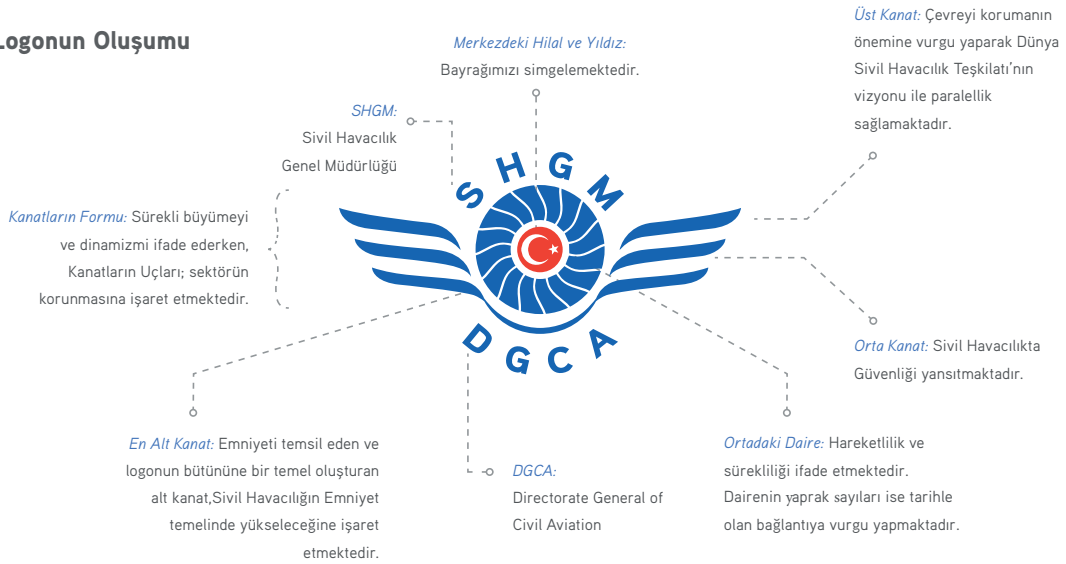 Logonun Oluşumu
Merkezdeki Hilal ve Yıldız:
Bayrağımızı simgelemektedir.
Üst Kanat: Çevreyi korumanın
önemine vurgu yaparak Dünya
Sivil Havacılık Teşkilatı’nın
vizyonu ile paralellik
sağlamaktadır.
SHGM:
Sivil Havacılık
Genel Müdürlüğü
Kanatların Formu: Sürekli büyümeyi
ve dinamizmi ifade ederken,
Kanatların Uçları; sektörün
korunmasına işaret etmektedir.
SHGM
DGCA
Orta Kanat: Sivil Havacılıkta
Güvenliği yansıtmaktadır.
En Alt Kanat: Emniyeti temsil eden ve
logonun bütününe bir temel oluşturan
alt kanat,Sivil Havacılığın Emniyet
temelinde yükseleceğine işaret
etmektedir.
DGCA:
Directorate General of
Civil Aviation
Ortadaki Daire: Hareketlilik ve
sürekliliği ifade etmektedir.
Dairenin yaprak sayıları ise tarihle
olan bağlantıya vurgu yapmaktadır.